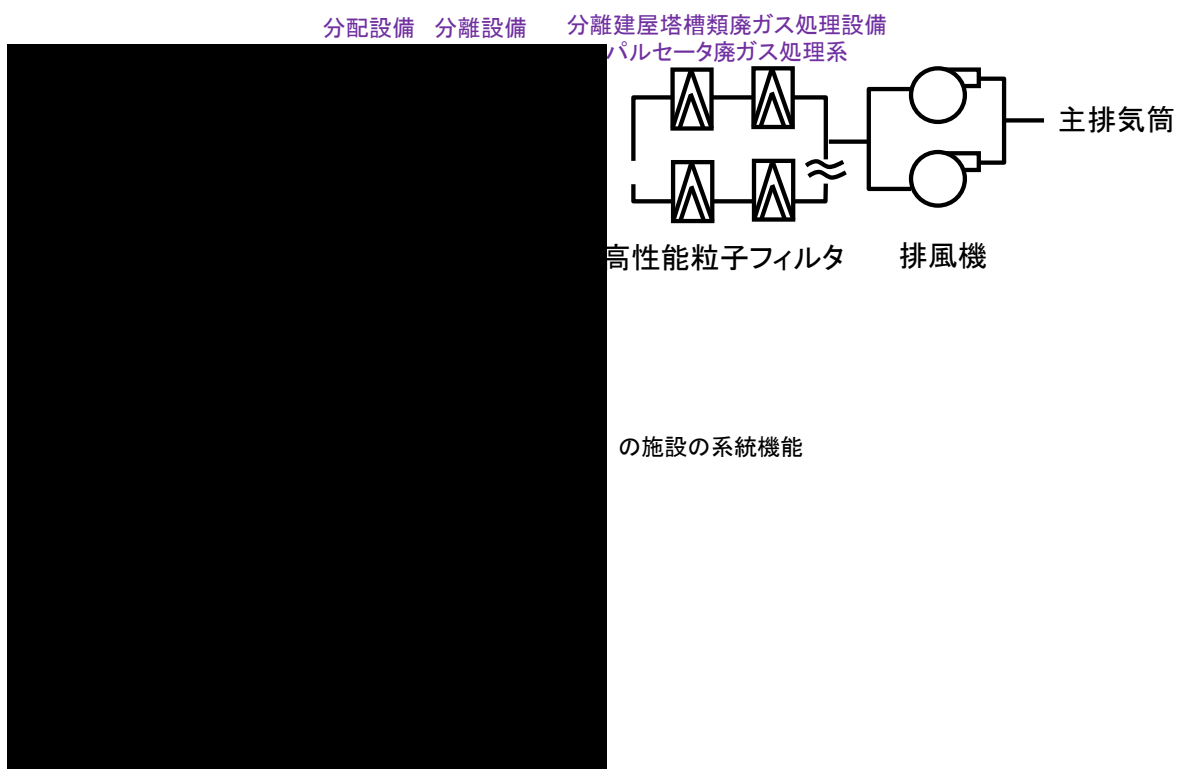 分配設備 分離設備 分離建屋塔槽類廃ガス処理設備
パルセータ廃ガス処理系
主排気筒
高性能粒子フィルタ 排風機
の施設の系統機能